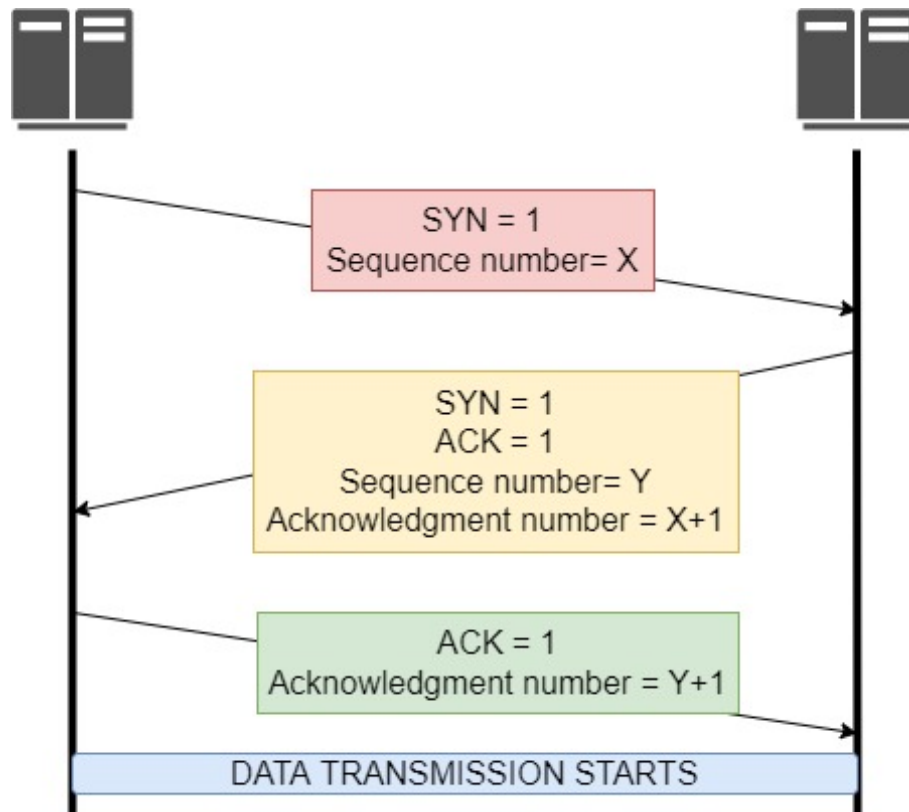 SYN = 1
Sequence number= X
SYN = 1
ACK = 1
Sequence number= Y
Acknowledgment number = X+1
ACK = 1
Acknowledgment number = Y+1
DATA TRANSMISSION STARTS